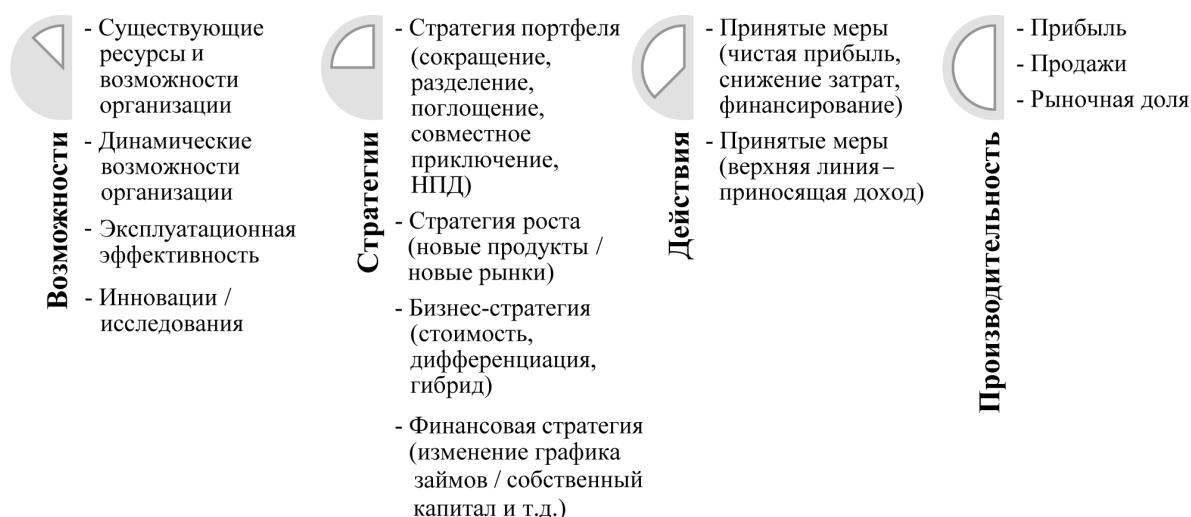 Возможности
- Существующие
ресурсы и
возможности
организации
- Динамические
возможности
организации
- Эксплуатационная
эффективность
- Инновации /
исследования
Стратегии
- Стратегия портфеля
(сокращение,
разделение,
поглощение,
совместное
приключение,
НПД)
- Стратегия роста
(новые продукты /
новые рынки)
- Бизнес-стратегия
(стоимость,
дифференциация,
гибрид)
- Финансовая стратегия
(изменение графика
займов / собственный
капитал и т.д.)
Действия
- Принятые меры
(чистая прибыль,
снижение затрат,
финансирование)
- Принятые меры
(верхняя линия –
приносящая доход)
Производительность
- Прибыль
- Продажи
- Рыночная доля